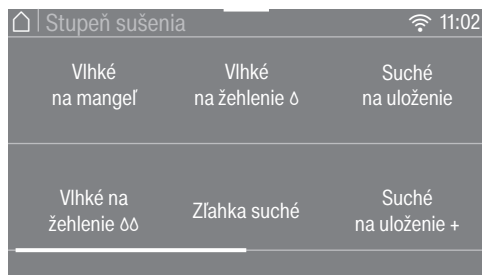 Stupeň sušenia
11:02
Vlhké
na mangeľ
Vlhké
na žehlenie
Suché
na uloženie
Vlhké na
žehlenie
Zľahka suché
Suché
na uloženie +